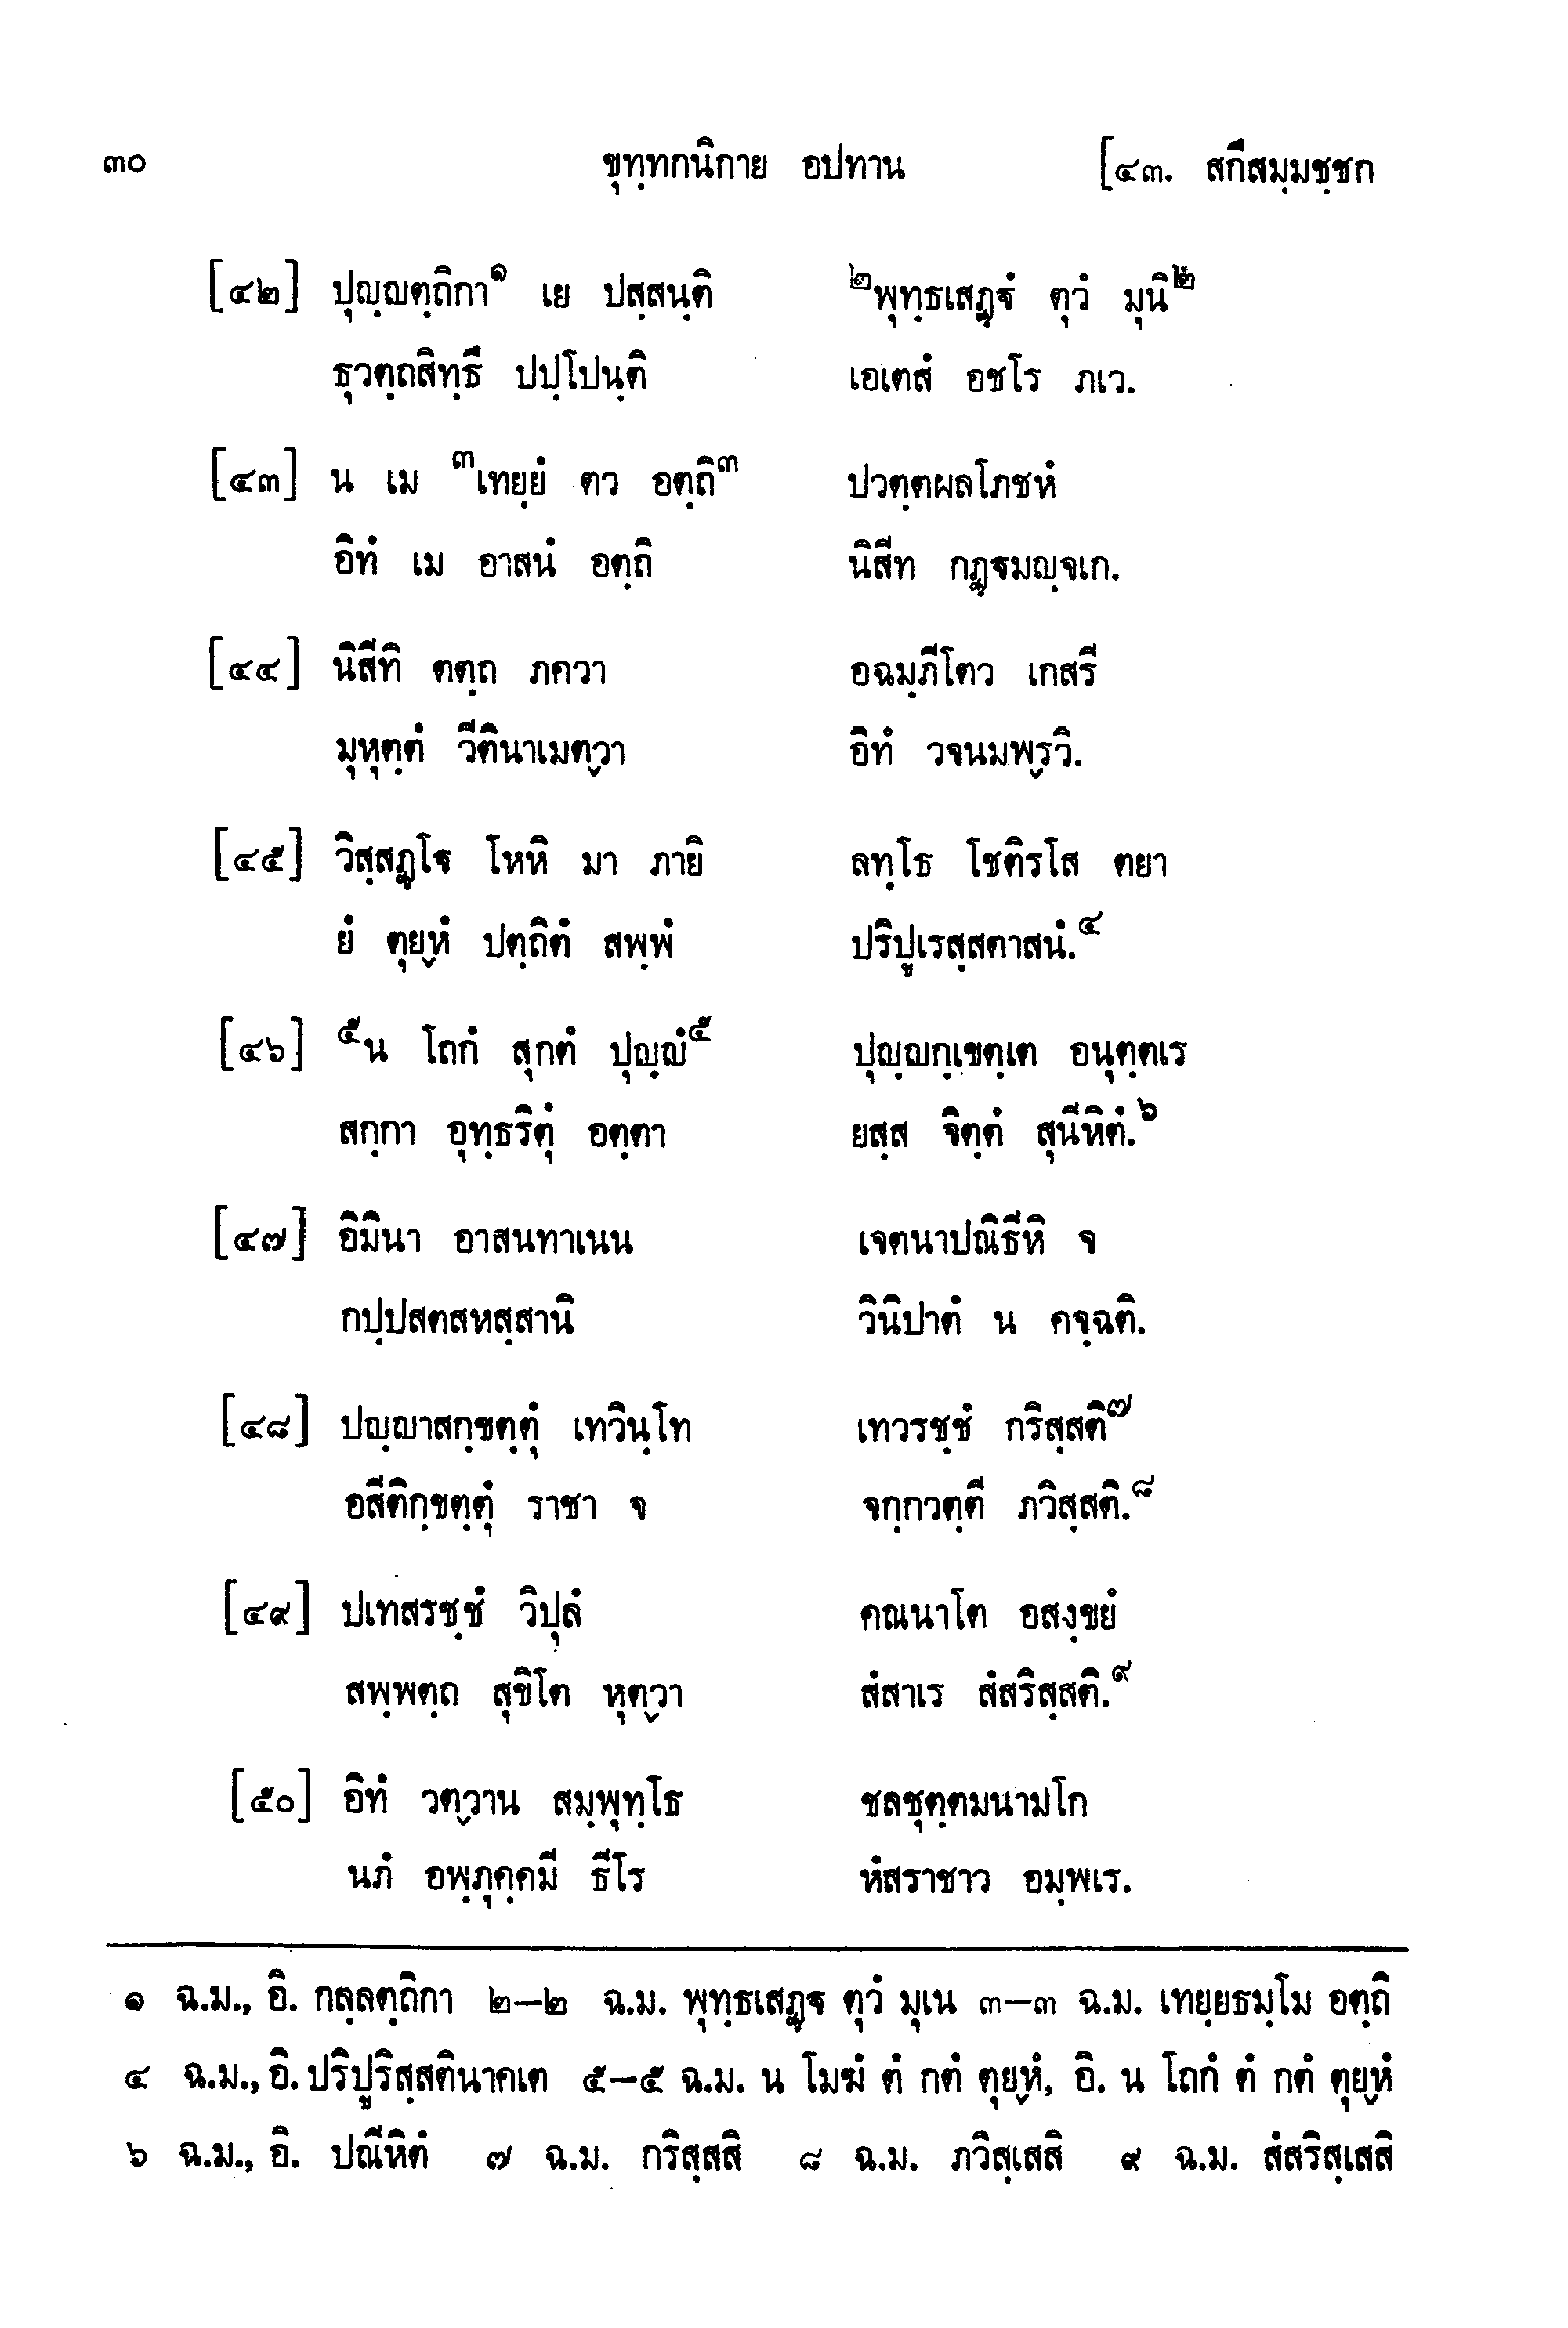 ๓๐ ขุทฺทกนิกาย อปทาน [๔๓. สกึสมฺมชฺชก
[๔๒] ปุญฺญตฺถิกา๑ เย ปสฺสนฺติ ๒พุทฺธเสฏฺฐํ ตุวํ มุนิ๒
ธุวตฺถสิทฺธึ ปปฺโปนฺติ เอเตสํ อชโร ภเว.
[๔๓] น เม ๓เทยฺยํ ตว อตฺถิ๓ ปวตฺตผลโภชหํ
อิทํ เม อาสนํ อตฺถิ นิสีท กฏฺฐมญฺจเก.
[๔๔] นิสีทิ ตตฺถ ภควา อฉมฺภีโตว เกสรี
มุหุตฺตํ วีตินาเมตฺวา อิทํ วจนมพฺรวิ.
[๔๕] วิสฺสฏฺโฐ โหหิ มา ภายิ ลทฺโธ โชติรโส ตยา
ยํ ตุยฺหํ ปตฺถิตํ สพฺพํ ปริปูเรสฺสตาสนํ.๔
[๔๖] ๕น โถกํ สุกตํ ปุญฺญํ๕ ปุญฺญกฺเขตฺเต อนุตฺตเร
สกฺกา อุทฺธริตุํ อตฺตา ยสฺส จิตฺตํ สุนีหิตํ.๖
[๔๗] อิมินา อาสนทาเนน เจตนาปณิธีหิ จ
กปฺปสตสหสฺสานิ วินิปาตํ น คจฺฉติ.
[๔๘] ปญฺญาสกฺขตฺตุํ เทวินฺโท เทวรชฺชํ กริสฺสติ๗
อสีติกฺขตฺตุํ ราชา จ จกฺกวตฺตี ภวิสฺสติ.๘
[๔๙] ปเทสรชฺชํ วิปุลํ คณนาโต อสงฺขยํ
สพฺพตฺถ สุขิโต หุตฺวา สํสาเร สํสริสฺสติ.๙
[๕๐] อิทํ วตฺวาน สมฺพุทฺโธ ชลชุตฺตมนามโก
นภํ อพฺภุคฺคมี ธีโร หํสราชาว อมฺพเร.
๑ ฉ.ม., อิ. กลฺลตฺถิกา ๒–๒ ฉ.ม. พุทฺธเสฏฺฐ ตุวํ มุเน ๓–๓ ฉ.ม. เทยฺยธมฺโม อตฺถิ
๔ ฉ.ม., อิ. ปริปูริสฺสตินาคเต ๕–๕ ฉ.ม. น โมฆํ ตํ กตํ ตุยฺหํ, อิ. น โถกํ ตํ กตํ ตุยฺหํ
๖ ฉ.ม., อิ. ปณีหิตํ ๗ ฉ.ม. กริสฺสสิ ๘ ฉ.ม. ภวิสฺเสสิ ๙ ฉ.ม. สํสริสฺเสสิ